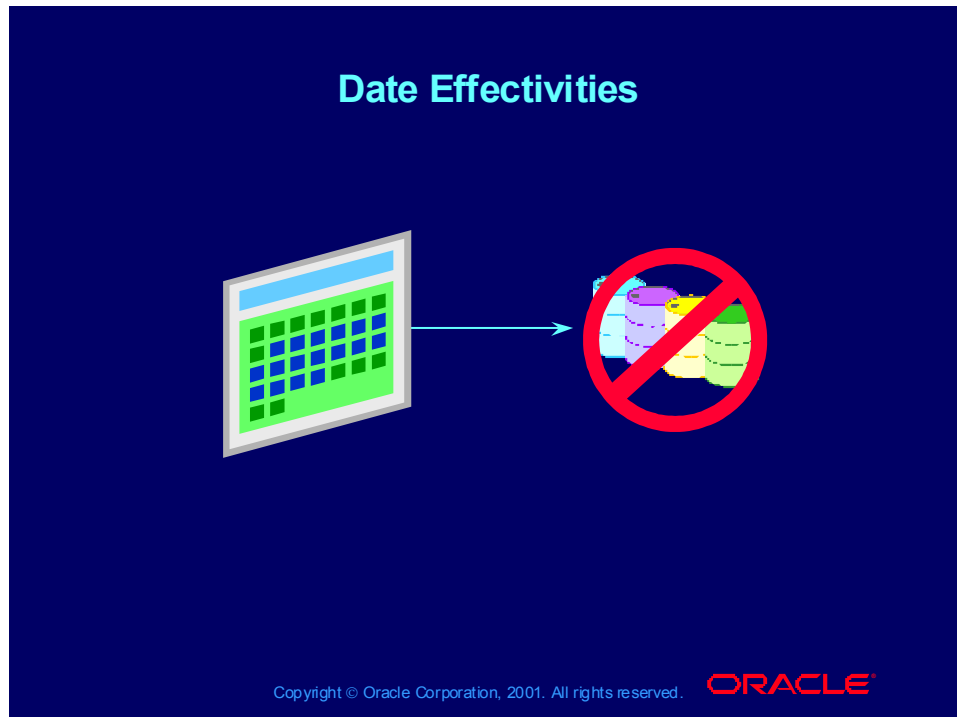 Date Effectivities
Copyright © Oracle Corporation, 2001. All rights reserved.
ORACLE®